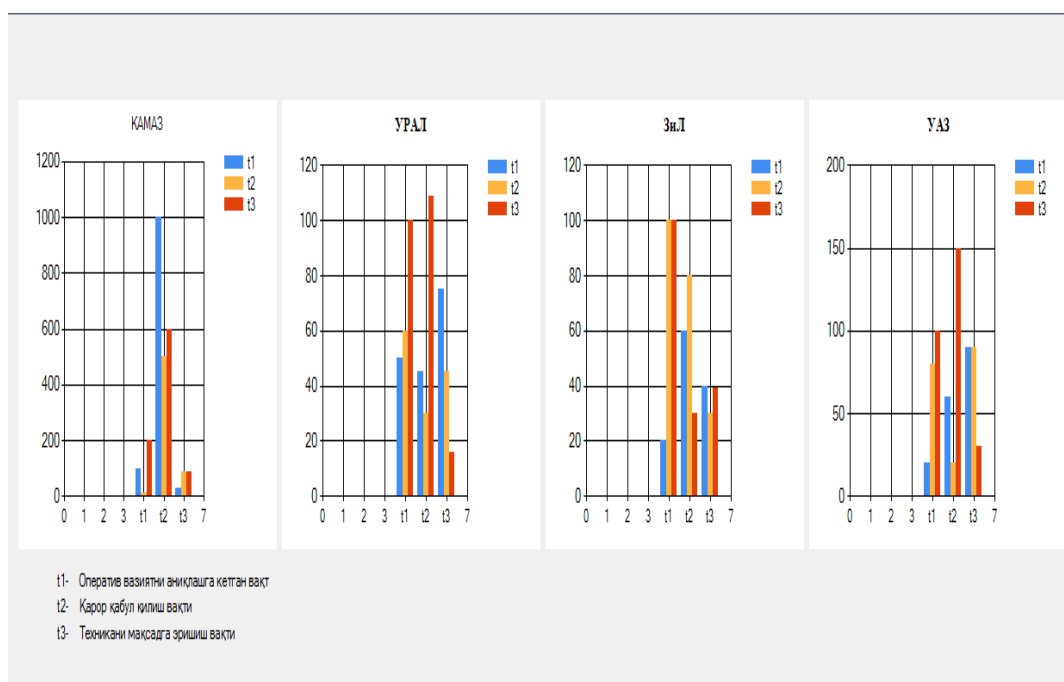 КАМАЗ
1200
1000
800
600
400
200
0
0 1 2 3 t1 t2 t3 7
t1
t2
t3
УРАЛ
120
100
80
60
40
20
0
0 1 2 3 t1 t2 t3 7
t1
t2
t3
ЗиЛ
120
100
80
60
40
20
0
0 1 2 3 t1 t2 t3 7
t1
t2
t3
УАЗ
200
150
100
50
0
0 1 2 3 t1 t2 t3 7
t1
t2
t3
t1- Оператив вазиятни аниқлашга кетган вақт
t2- Қарор қабул қилиш вақти
t3- Техникани мақсадга эришиш вақти